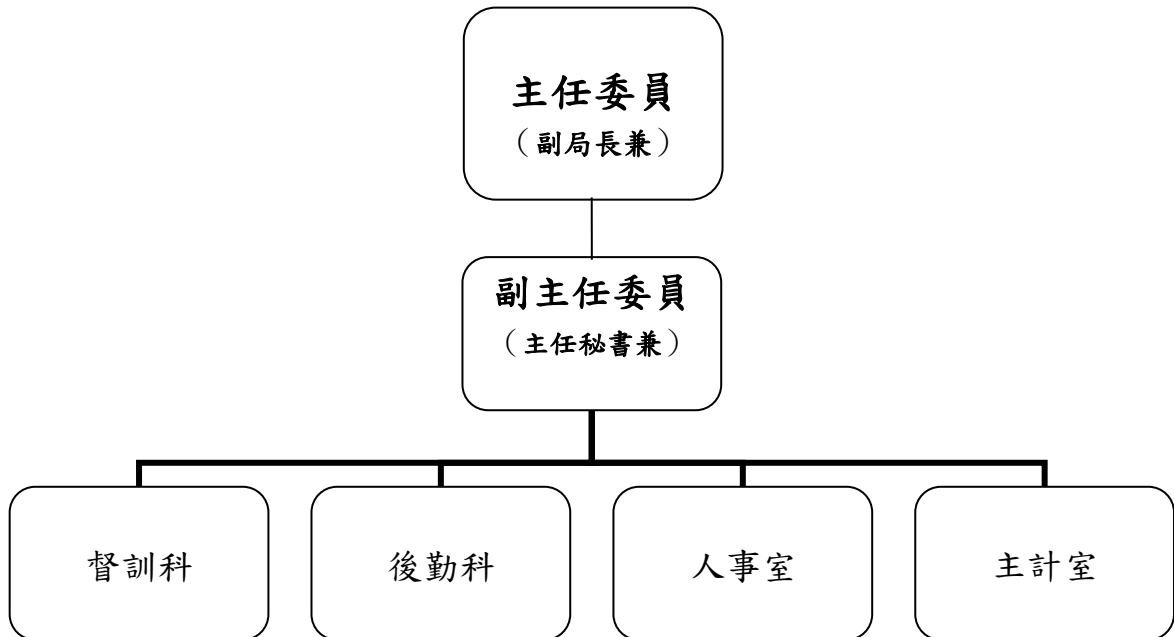 主任委員
（副局長兼）
副主任委員
（主任秘書兼）
督訓科
後勤科
人事室
主計室